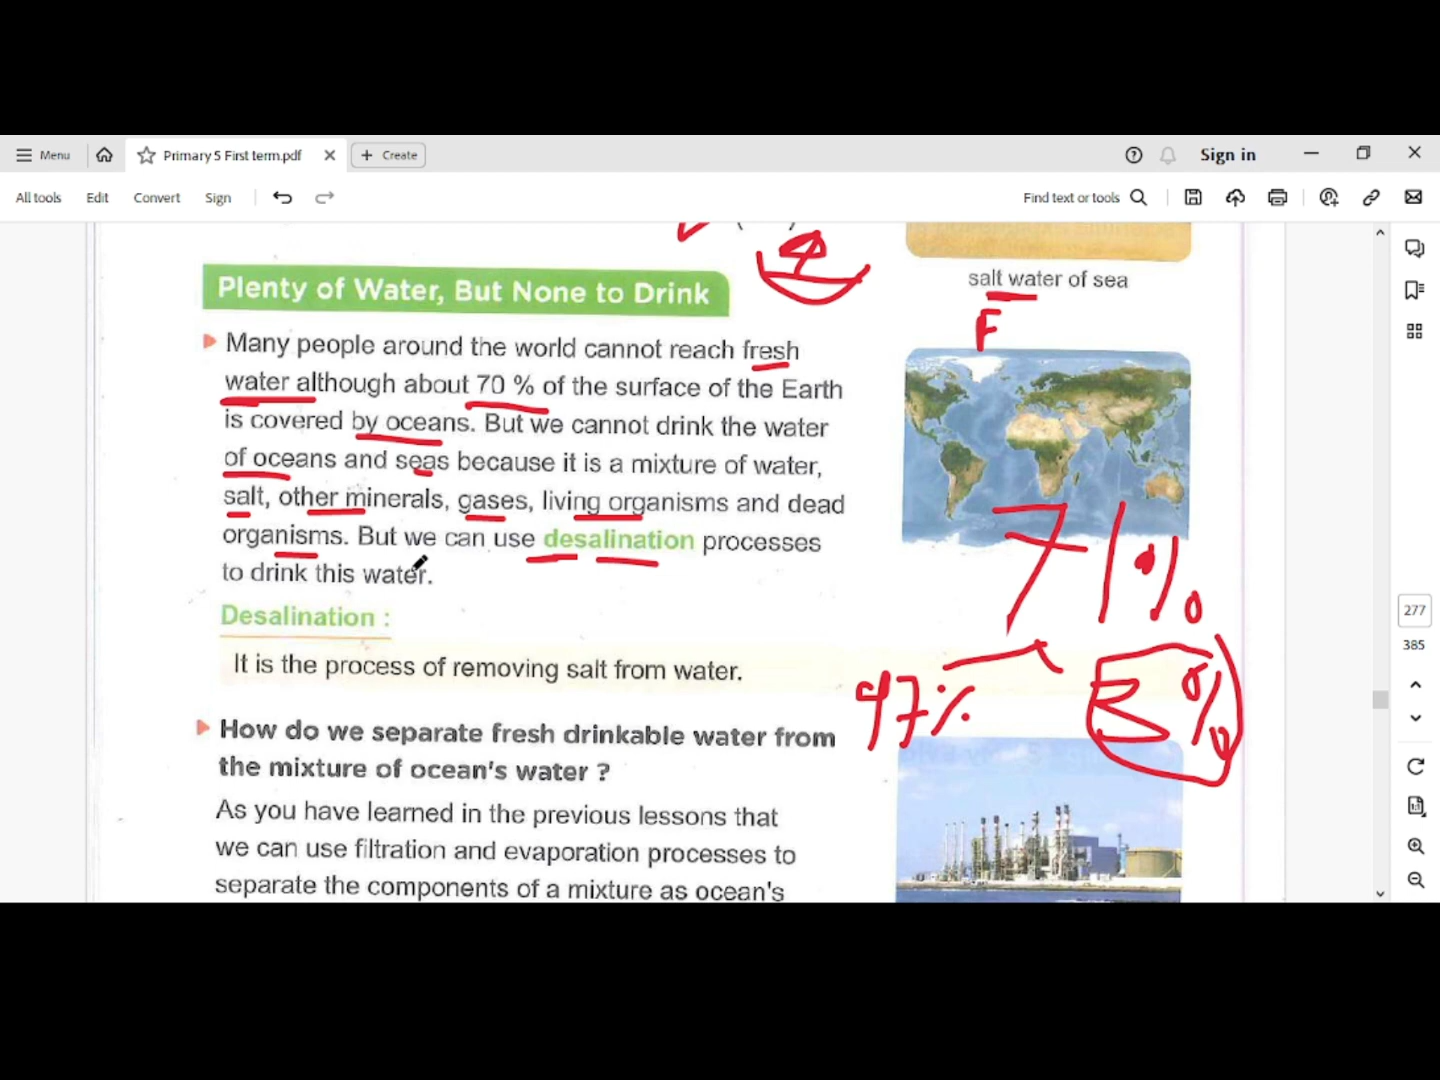 Menu
Primary 5 First term.pdf
Create
Sign in
All tools
Edit
Convert
Sign
Find text or tools
Plenty of Water, But None to Drink
Many people around the world cannot reach fresh
water although about 70 % of the surface of the Earth
is covered by oceans. But we cannot drink the water
of oceans and seas because it is a mixture of water,
salt, other minerals, gases, living organisms and dead
organisms. But we can use desalination processes
to drink this water.
Desalination :
It is the process of removing salt from water.
How do we separate fresh drinkable water from
the mixture of ocean's water ?
As you have learned in the previous lessons that
we can use filtration and evaporation processes to
separate the components of a mixture as ocean's
salt water of sea
F
71%
97%
3%
277
385